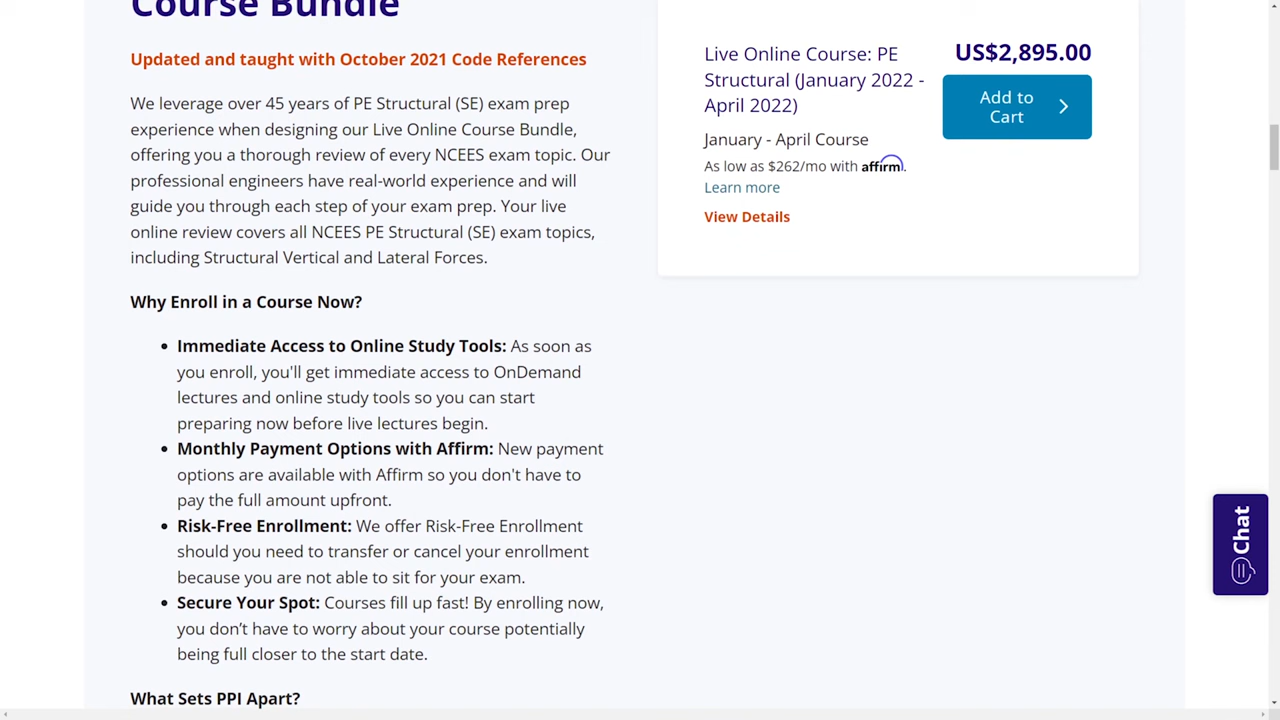 Course Bundle
Updated and taught with October 2021 Code References
We leverage over 45 years of PE Structural (SE) exam prep
experience when designing our Live Online Course Bundle,
offering you a thorough review of every NCEES exam topic. Our
professional engineers have real-world experience and will
guide you through each step of your exam prep. Your live
online review covers all NCEES PE Structural (SE) exam topics,
including Structural Vertical and Lateral Forces.
Why Enroll in a Course Now?
• Immediate Access to Online Study Tools: As soon as
you enroll, you'll get immediate access to OnDemand
lectures and online study tools so you can start
preparing now before live lectures begin.
• Monthly Payment Options with Affirm: New payment
options are available with Affirm so you don't have to
pay the full amount upfront.
• Risk-Free Enrollment: We offer Risk-Free Enrollment
should you need to transfer or cancel your enrollment
because you are not able to sit for your exam.
• Secure Your Spot: Courses fill up fast! By enrolling now,
you don’t have to worry about your course potentially
being full closer to the start date.
What Sets PPI Apart?
Live Online Course: PE
Structural (January 2022 -
April 2022)
US$2,895.00
Add to
Cart
January - April Course
As low as $262/mo with affirm.
Learn more
View Details
Chat